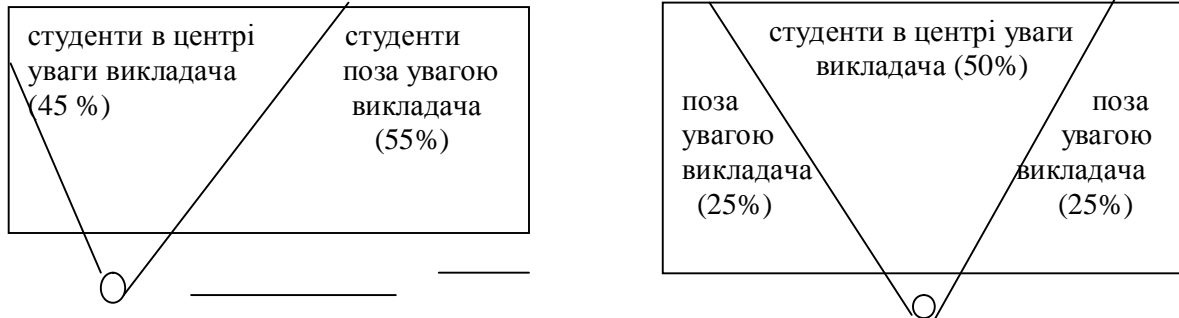 студенти в центрі
уваги викладача
(45 %)
студенти
поза увагою
викладача
(55%)
студенти в центрі уваги
викладача (50%)
поза
увагою
викладача
(25%)
поза
увагою
викладача
(25%)